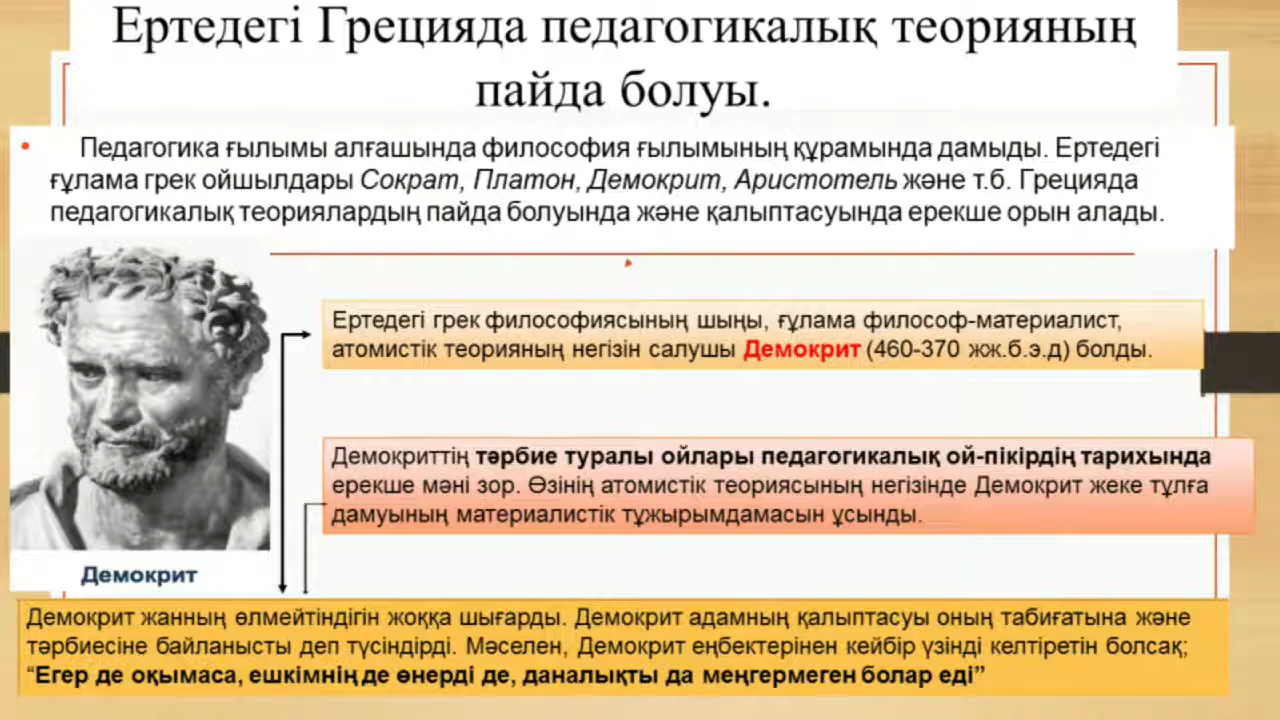 Ертедегі Грецияда педагогикалық теорияның
пайда болуы.
Педагогика ғылымы алғашында философия ғылымының құрамында дамыды. Ертедегі
ғұлама грек ойшылдары Сократ, Платон, Демокрит, Аристотель және т.б. Грецияда
педагогикалық теориялардың пайда болуында және қалыптасуында ерекше орын алады.
Ертедегі грек философиясының шыңы, ғұлама философ-материалист,
атомистік теорияның негізін салушы Демокрит (460-370 жж.б.э.д) болды.
Демокриттің тәрбие туралы ойлары педагогикалық ой-пікірдің тарихында
ерекше мәні зор. Өзінің атомистік теориясының негізінде Демокрит жеке тұлға
дамуының материалистік тұжырымдамасын ұсынды.
Демокрит
Демокрит жанның өлмейтіндігін жоққа шығарды. Демокрит адамның қалыптасуы оның табиғатына және
тәрбиесіне байланысты деп түсіндірді. Мәселен, Демокрит еңбектерінен кейбір үзінді келтіретін болсақ;
“Егер де оқымаса, ешкімнің де өнерді де, даналықты да меңгермеген болар еді”